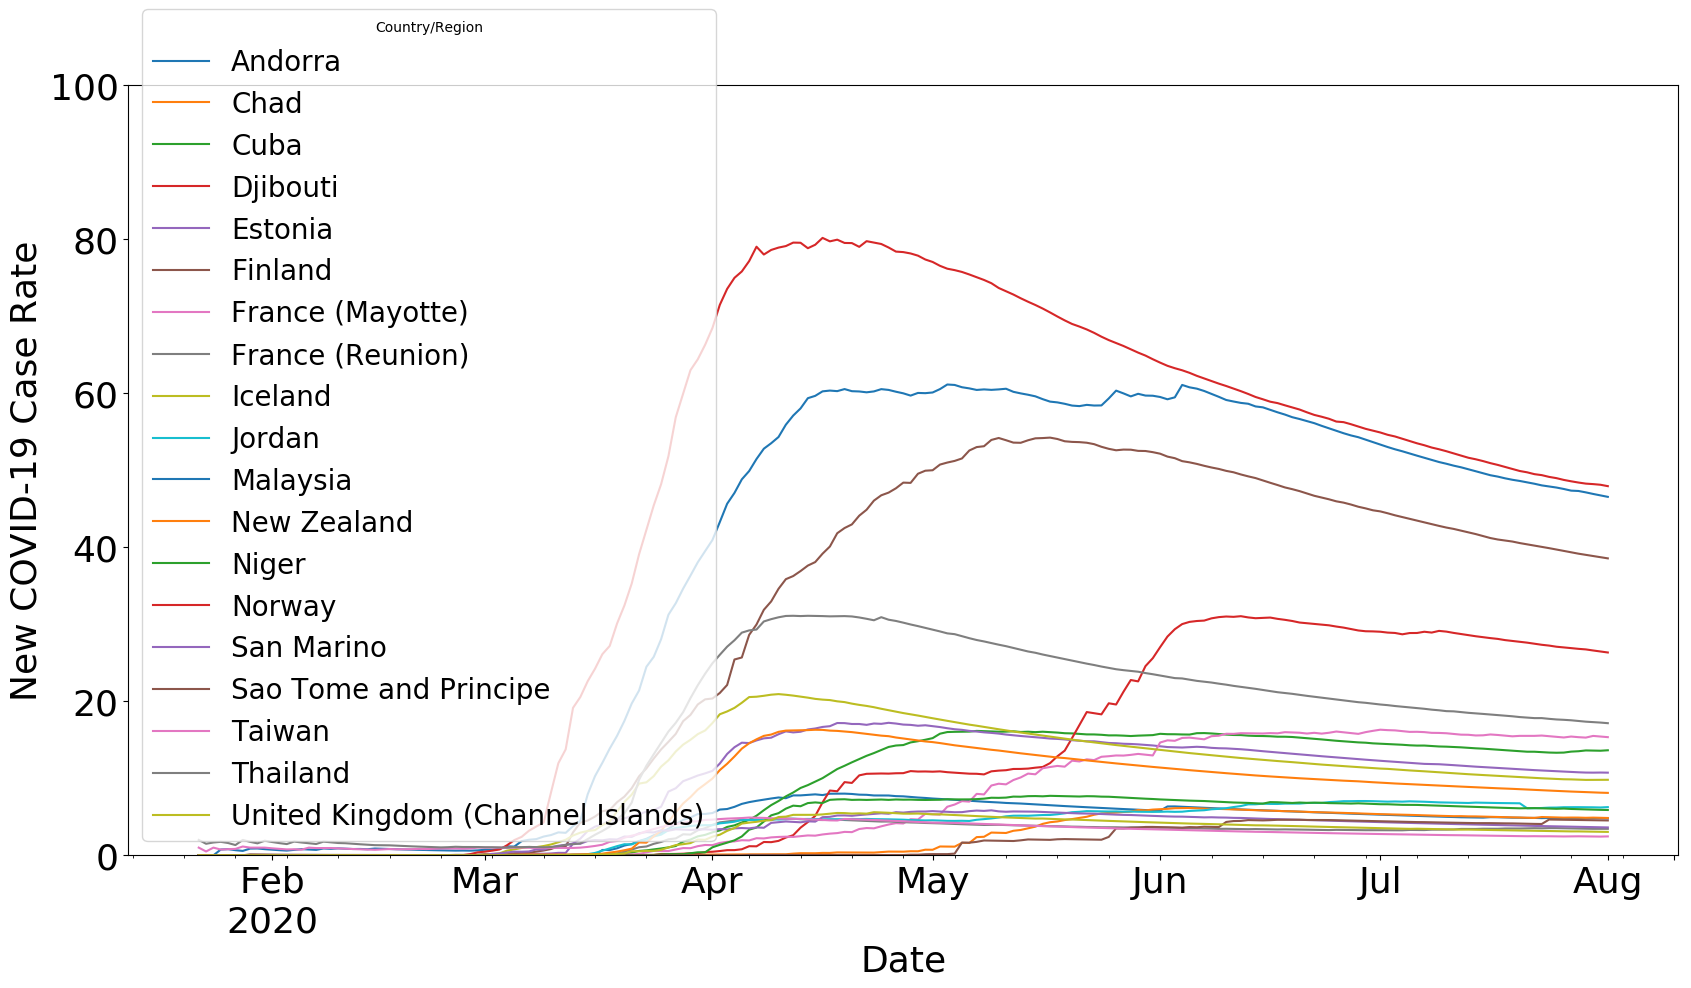 Country/Region
Andorra
Chad
Cuba
Djibouti
Estonia
Finland
France (Mayotte)
France (Reunion)
Iceland
Jordan
Malaysia
New Zealand
Niger
Norway
San Marino
Sao Tome and Principe
Taiwan
Thailand
United Kingdom (Channel Islands)
100
80
60
40
20
0
New COVID-19 Case Rate
Feb Mar Apr May Jun Jul Aug
2020
Date